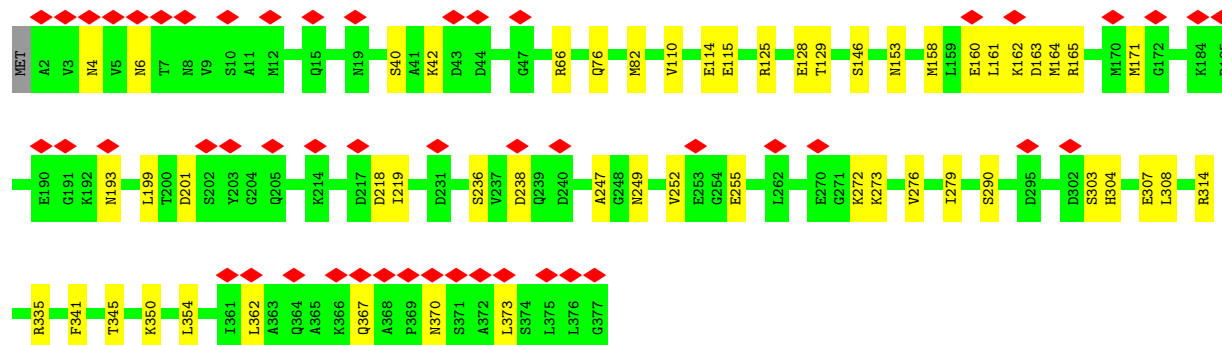 MET A2 V3 N4 V5 N6 T7 N8 V9 S10 A11 M12 Q15 N19 S40 A41 K42 D43 D44 G47 R66 Q76 M82 V110 E114 E115 R125 E128 T129 S146 N153 M158 L159 E160 L161 K162 D163 M164 R165 M170 M171 G172 K184
E190 G191 K192 N193 L199 T200 D201 S202 Y203 G204 Q205 K214 D217 D218 I219 D231 S236 V237 D238 Q239 D240 A247 G248 N249 V252 E253 G254 E255 L262 E270 G271 K272 K273 V276 I279 S290 D295 D302 S303 H304 E307 L308 R314
R335 F341 T345 K350 L354 I361 L362 A363 Q364 A365 K366 Q367 A368 P369 N370 S371 A372 L373 S374 L375 L376 G377